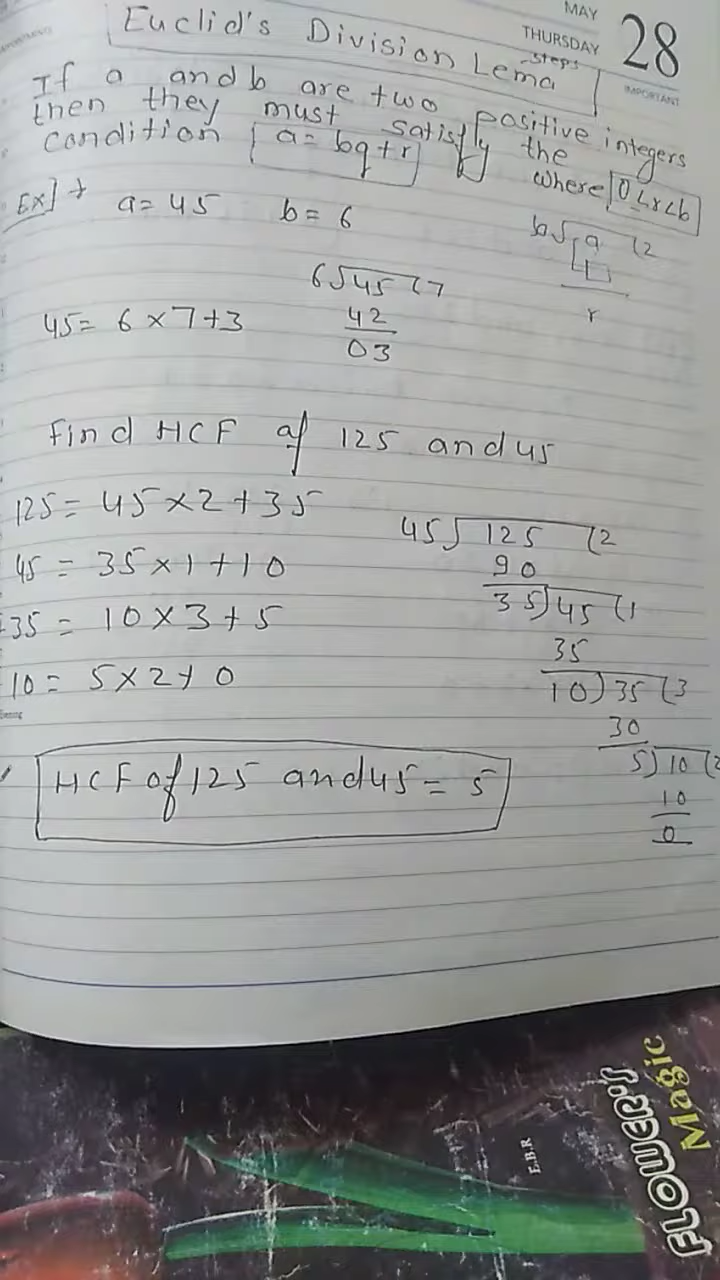 MAY
THURSDAY 28
IMPORTANT
Euclid's Division Lema
steps
If a and b are two positive integers
then they must satisfy the
condition a = bq + r where 0 ≤ r < b
Ex] → a = 45 b = 6
b) a (2
r
6) 45 (7
42
03
45 = 6 × 7 + 3
Find HCF of 125 and 45
125 = 45 × 2 + 35
45 = 35 × 1 + 10
35 = 10 × 3 + 5
10 = 5 × 2 + 0
45) 125 (2
90
35) 45 (1
35
10) 35 (3
30
5) 10 (2
10
0
HCF of 125 and 45 = 5
Evening
E.B.R
FLOWER'S
Magic